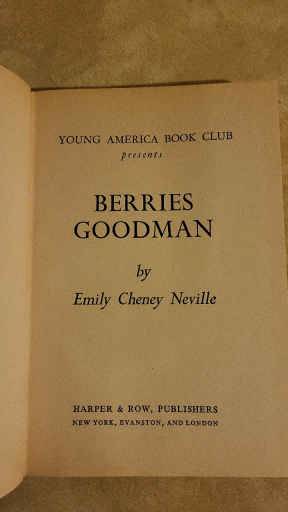 YOUNG AMERICA BOOK CLUB
presents
BERRIES
GOODMAN
by
Emily Cheney Neville
HARPER & ROW, PUBLISHERS
NEW YORK, EVANSTON, AND LONDON